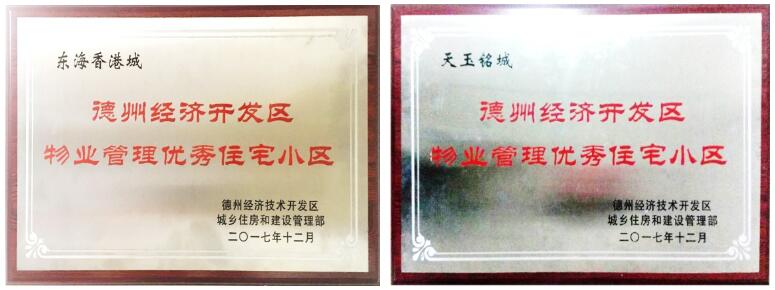 东海香港城
德州经济开发区
物业管理优秀住宅小区
德州经济技术开发区
城乡住房和建设管理部
二〇一七年十二月
天玉铭城
德州经济开发区
物业管理优秀住宅小区
德州经济技术开发区
城乡住房和建设管理部
二〇一七年十二月